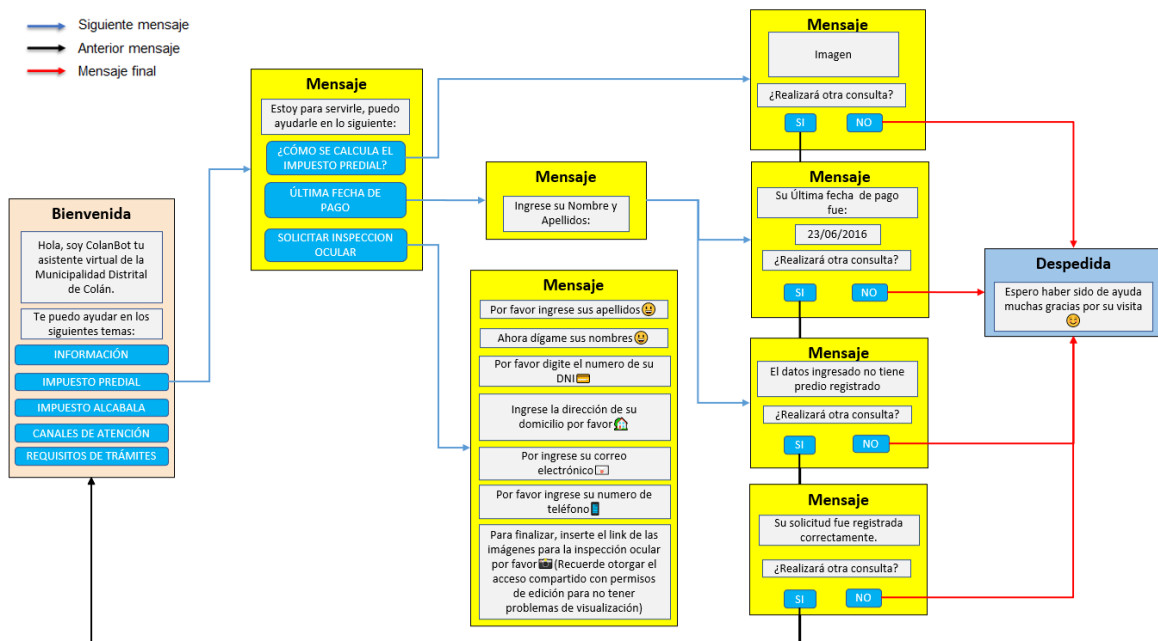 Siguiente mensaje
Anterior mensaje
Mensaje final
Bienvenida
Hola, soy ColanBot tu
asistente virtual de la
Municipalidad Distrital
de Colán.
Te puedo ayudar en los
siguientes temas:
INFORMACIÓN
IMPUESTO PREDIAL
IMPUESTO ALCABALA
CANALES DE ATENCIÓN
REQUISITOS DE TRÁMITES
Mensaje
Estoy para servirle, puedo
ayudarle en lo siguiente:
¿CÓMO SE CALCULA EL
IMPUESTO PREDIAL?
ÚLTIMA FECHA DE
PAGO
SOLICITAR INSPECCION
OCULAR
Mensaje
Ingrese su Nombre y
Apellidos:
Mensaje
Por favor ingrese sus apellidos😃
Ahora dígame sus nombres😃
Por favor digite el numero de su
DNI💳
Ingrese la dirección de su
domicilio por favor🏡
Por ingrese su correo
electrónico💌
Por favor ingrese su numero de
teléfono📱
Para finalizar, inserte el link de las
imágenes para la inspección ocular
por favor📸(Recuerde otorgar el
acceso compartido con permisos
de edición para no tener
problemas de visualización)
Mensaje
Imagen
¿Realizará otra consulta?
SI NO
Mensaje
Su Última fecha de pago
fue:
23/06/2016
¿Realizará otra consulta?
SI NO
Mensaje
El datos ingresado no tiene
predio registrado
¿Realizará otra consulta?
SI NO
Mensaje
Su solicitud fue registrada
correctamente.
¿Realizará otra consulta?
SI NO
Despedida
Espero haber sido de ayuda
muchas gracias por su visita
😊